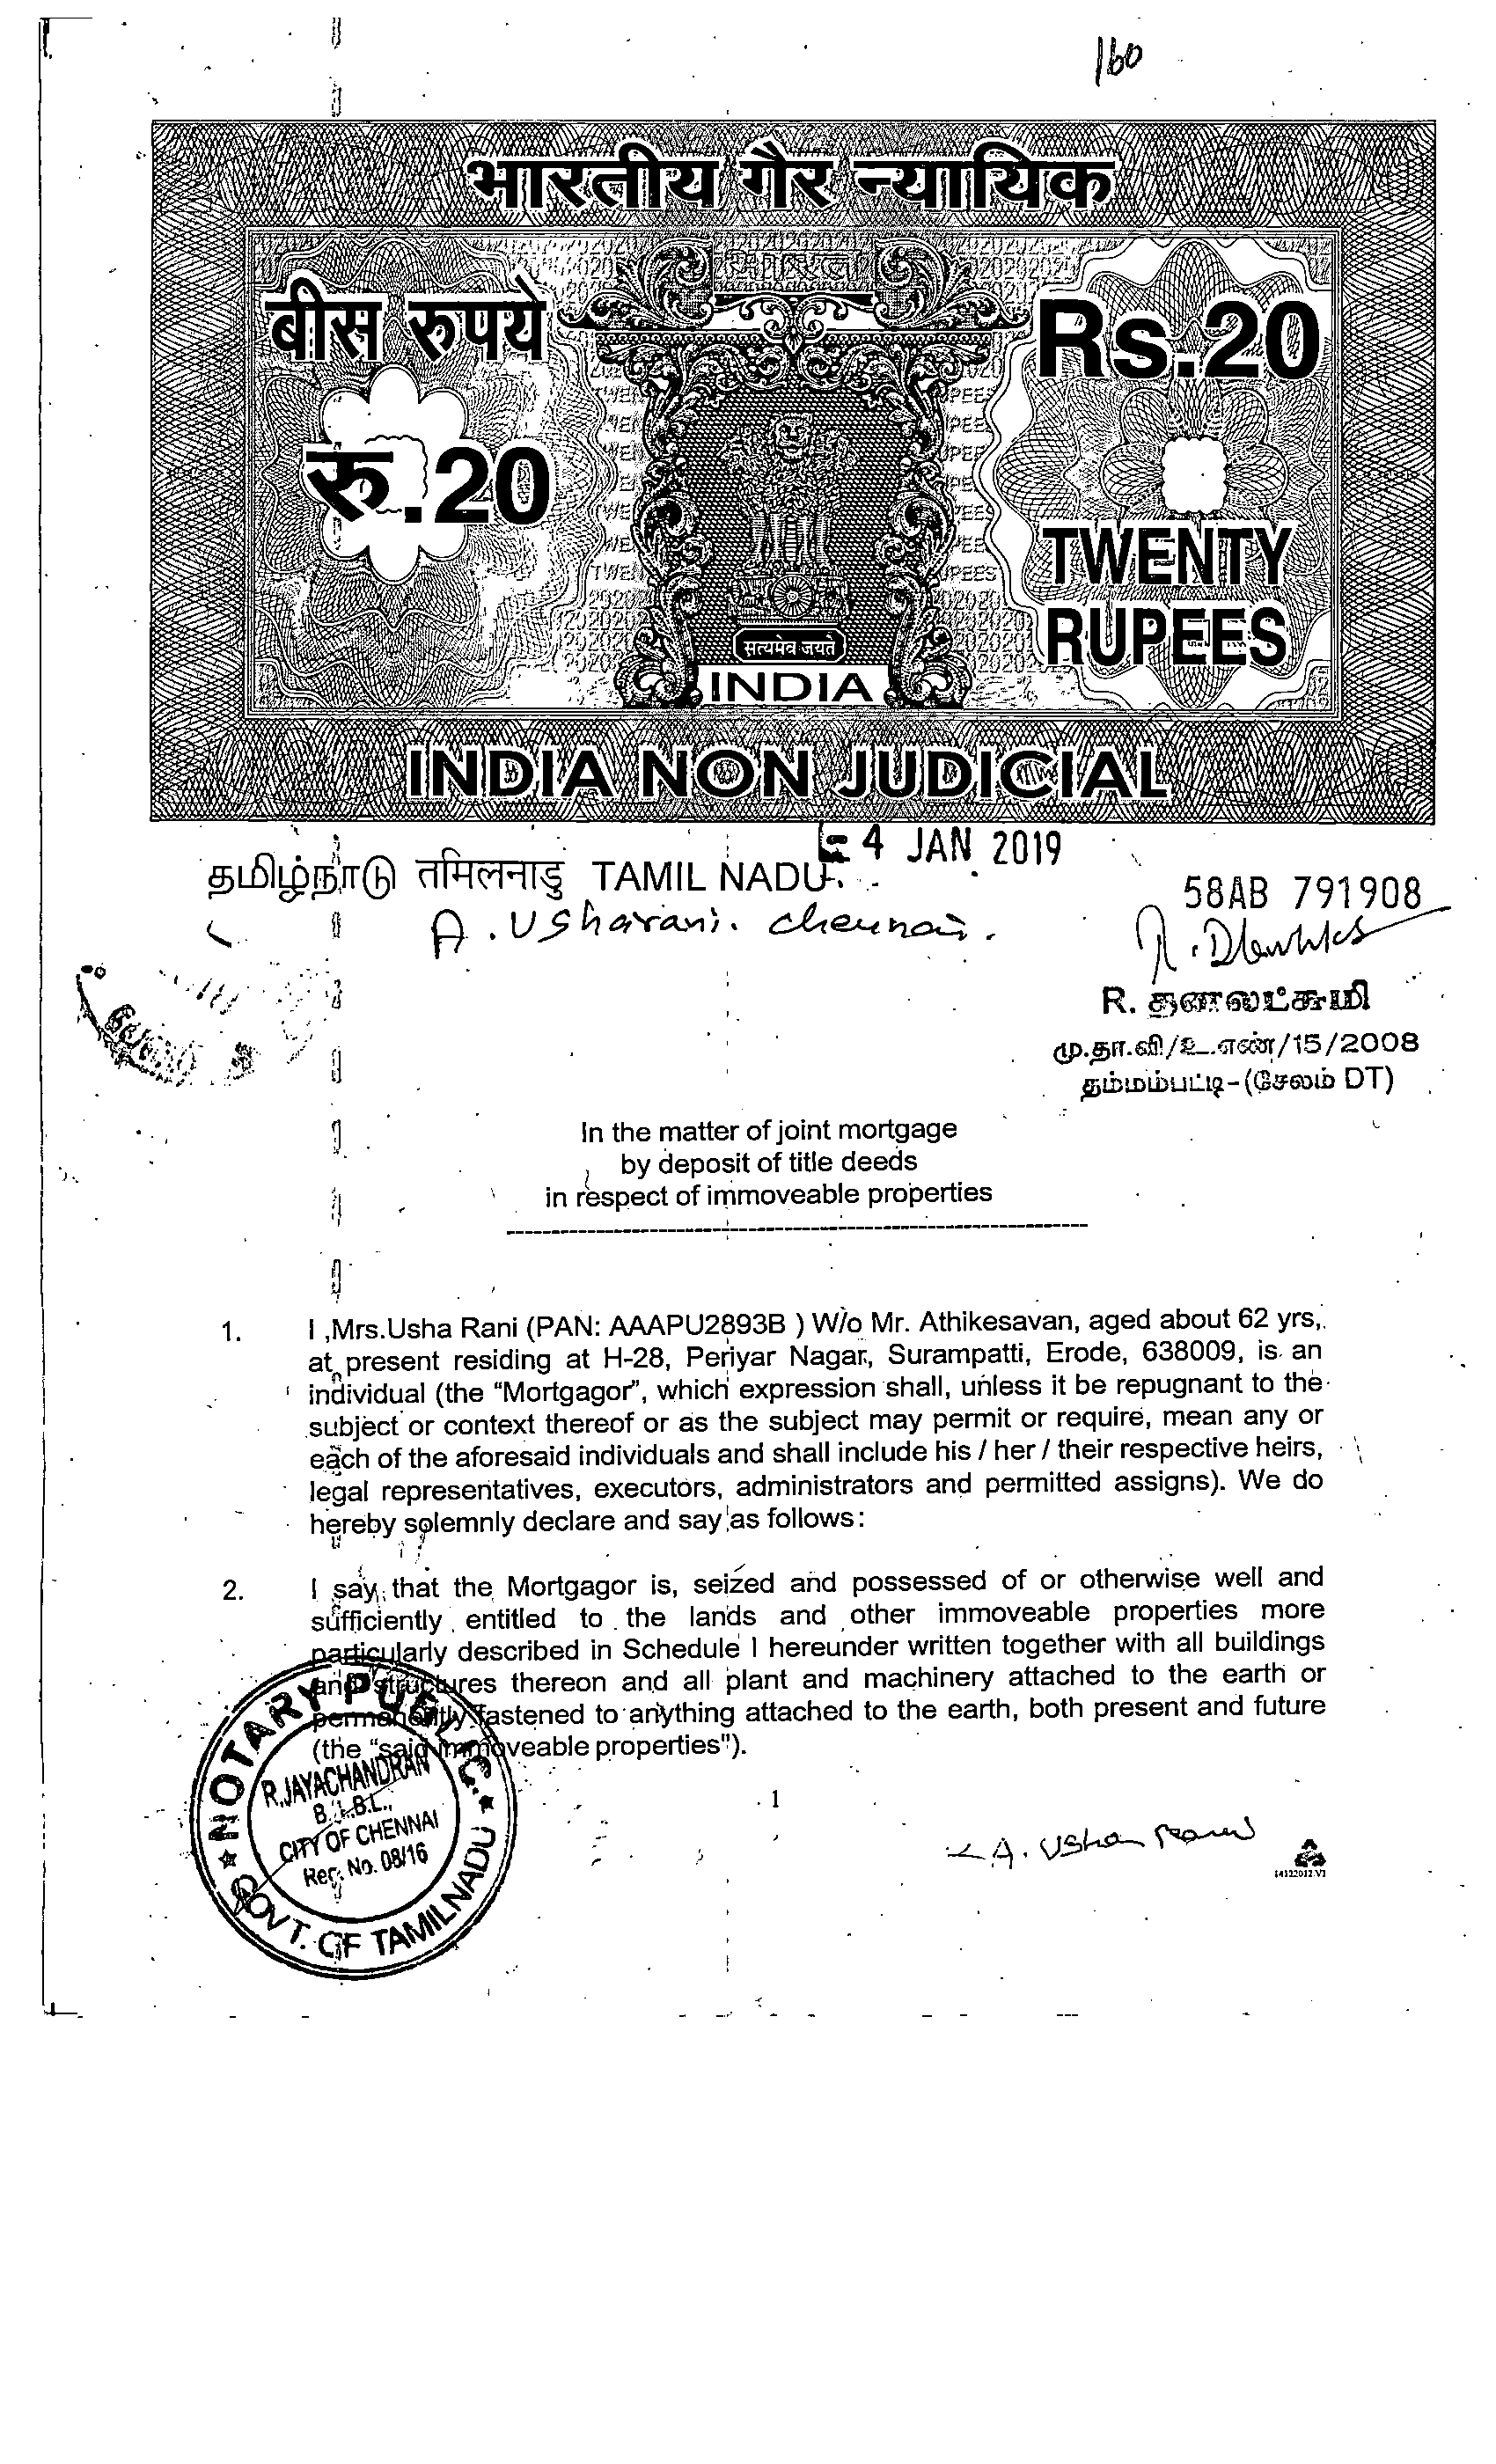 160
भारतीय गैर न्यायिक
भारत
बीस रुपये
Rs.20
रु.20
TWENTY
RUPEES
सत्यमेव जयते
INDIA
INDIA NON JUDICIAL
தமிழ்நாடு तमिलनाडु TAMIL NADU
- 4 JAN 2019
58AB 791908
A. Usharani. Chennai.
R. தனலட்சுமி
மு.தா.வி/உ.எண்/15/2008
தம்மம்பட்டி-(சேலம் DT)
In the matter of joint mortgage
by deposit of title deeds
in respect of immoveable properties
1. I ,Mrs.Usha Rani (PAN: AAAPU2893B ) W/o Mr. Athikesavan, aged about 62 yrs,
at present residing at H-28, Periyar Nagar, Surampatti, Erode, 638009, is an
individual (the “Mortgagor”, which expression shall, unless it be repugnant to the
subject or context thereof or as the subject may permit or require, mean any or
each of the aforesaid individuals and shall include his / her / their respective heirs,
legal representatives, executors, administrators and permitted assigns). We do
hereby solemnly declare and say as follows:
2. I say that the Mortgagor is, seized and possessed of or otherwise well and
sufficiently entitled to the lands and other immoveable properties more
particularly described in Schedule I hereunder written together with all buildings
and structures thereon and all plant and machinery attached to the earth or
permanently fastened to anything attached to the earth, both present and future
(the “said immoveable properties").
NOTARY PUBLIC
R.JAYACHANDRAN
CITY OF CHENNAI
Reg. No. 08/16
GOVT. OF TAMILNADU
1
A. Usha Rani
14122012.V1